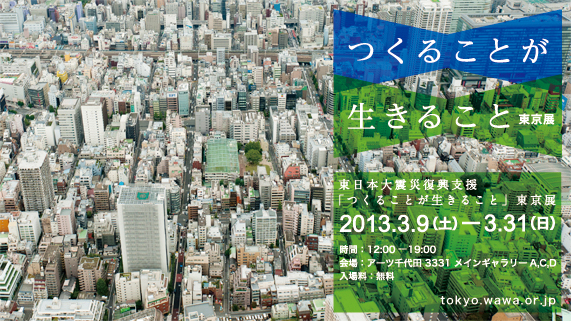 つくることが
生きること 東京展
東日本大震災復興支援
「つくることが生きること」東京展
2013.3.9(土)－3.31(日)
時間：12:00－19:00
会場：アーツ千代田 3331 メインギャラリー A,C,D
入場料：無料
tokyo.wawa.or.jp